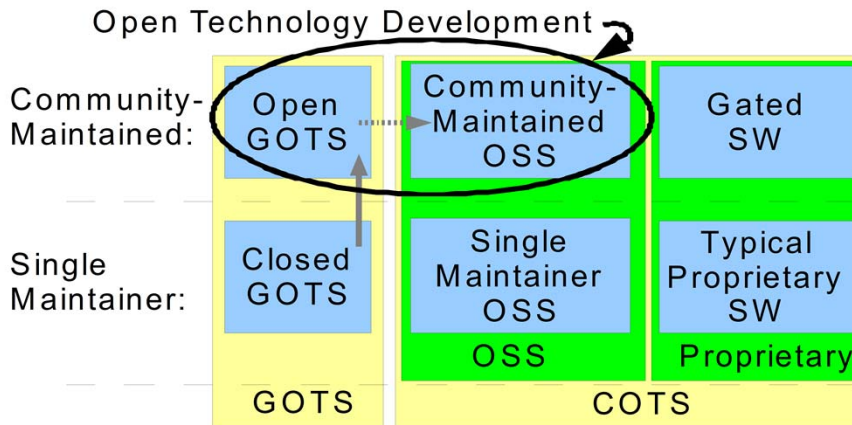 Open Technology Development
Community-
Maintained:
Open
GOTS
Community-
Maintained
OSS
Gated
SW
Single
Maintainer:
Closed
GOTS
Single
Maintainer
OSS
Typical
Proprietary
SW
OSS
Proprietary
GOTS
COTS